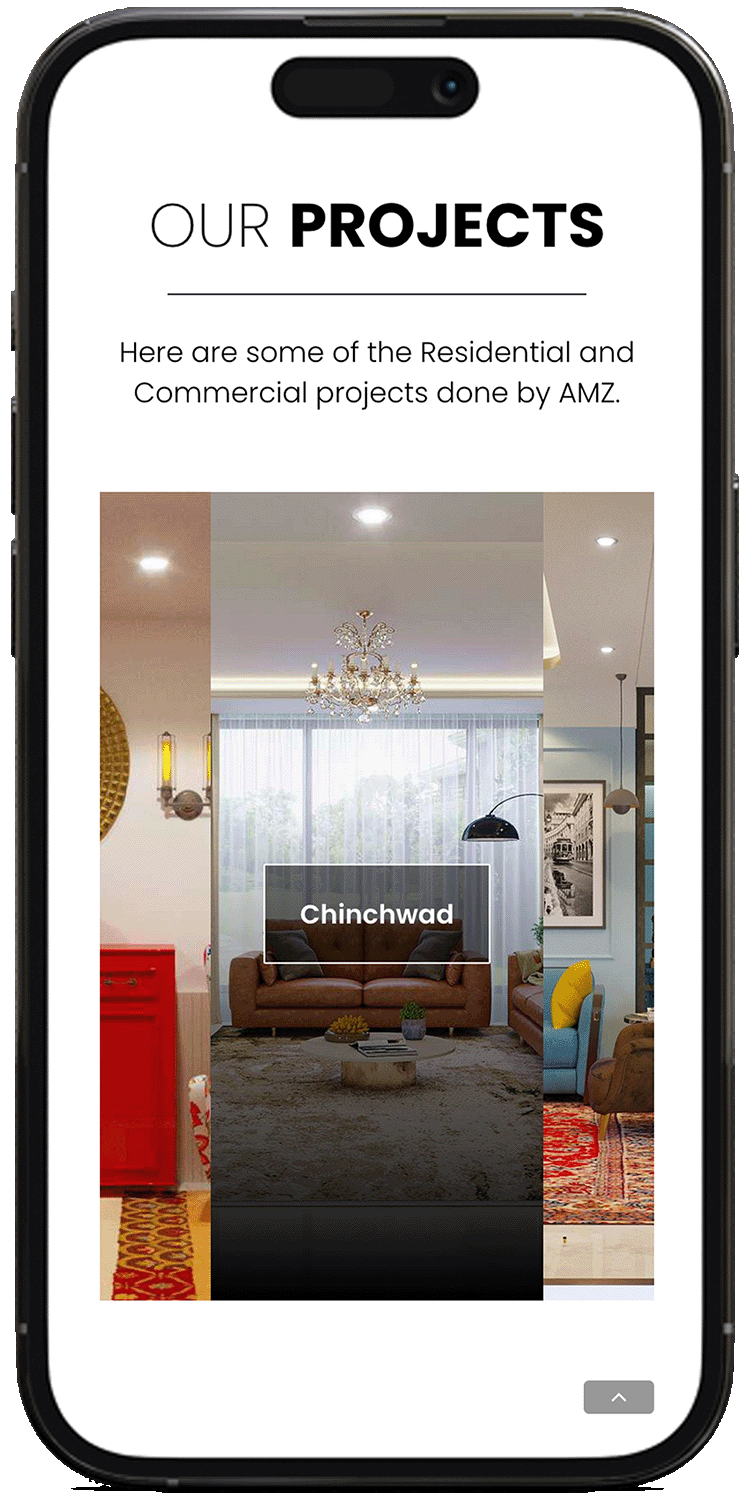 OUR PROJECTS
Here are some of the Residential and
Commercial projects done by AMZ.
Chinchwad